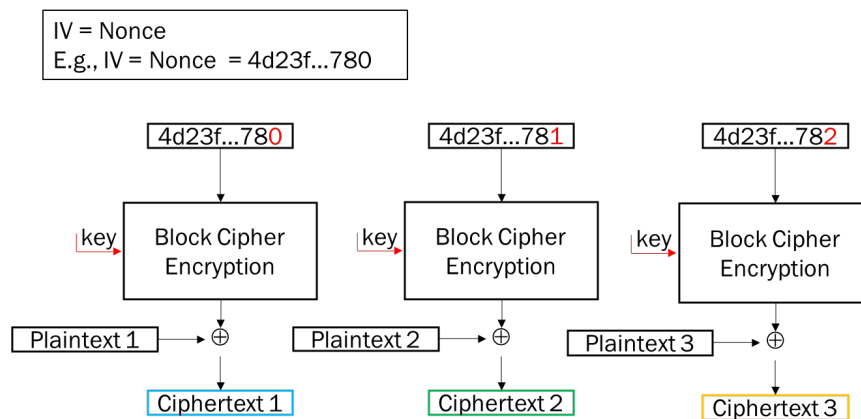 IV = Nonce
E.g., IV = Nonce = 4d23f...780
4d23f...780
4d23f...781
4d23f...782
key
Block Cipher
Encryption
key
Block Cipher
Encryption
key
Block Cipher
Encryption
Plaintext 1
Plaintext 2
Plaintext 3
Ciphertext 1
Ciphertext 2
Ciphertext 3